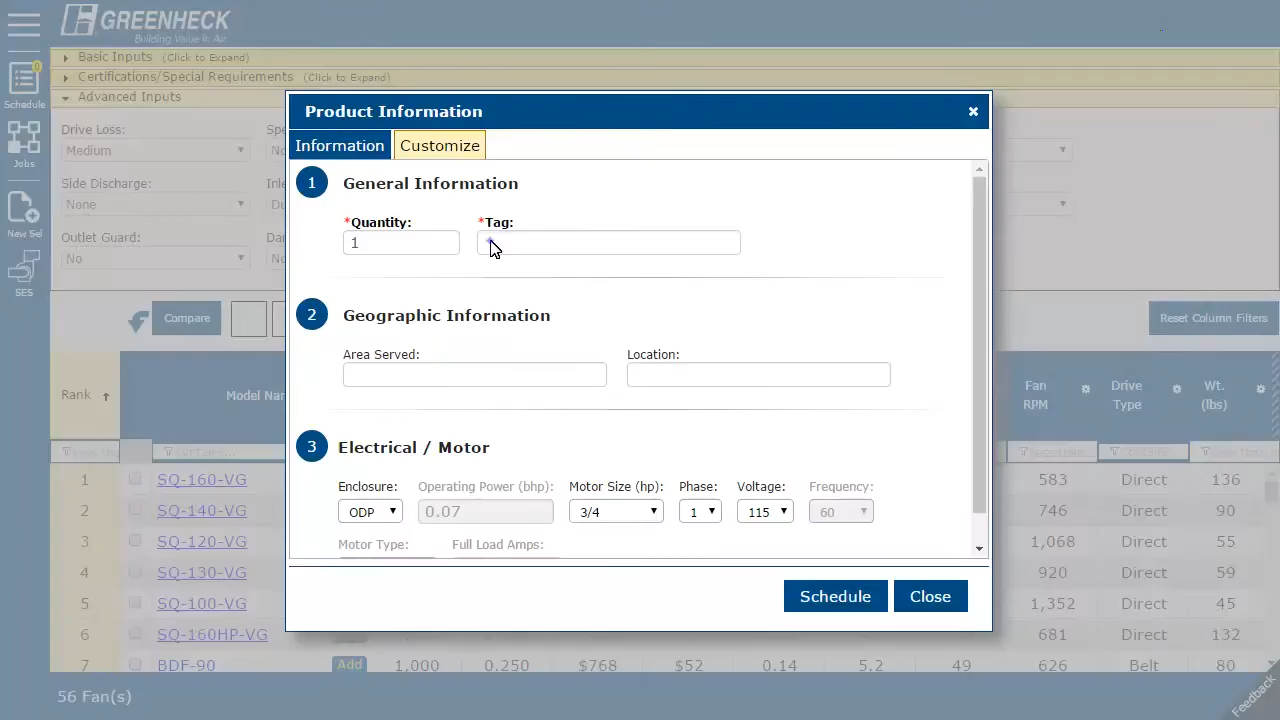 GREENHECK
Building Value in Air.
Basic Inputs (Click to Expand)
Certifications/Special Requirements (Click to Expand)
Advanced Inputs
0
Schedule
Jobs
New Sel
SES
Drive Loss:
Medium
Side Discharge:
None
Outlet Guard:
No
Product Information
×
Information
Customize
1 General Information
*Quantity: *Tag:
1
2 Geographic Information
Area Served: Location:
3 Electrical / Motor
Enclosure: Operating Power (bhp): Motor Size (hp): Phase: Voltage: Frequency:
ODP 0.07 3/4 1 115 60
Motor Type: Full Load Amps:
Schedule Close
Compare
Reset Column Filters
Rank Fan RPM Drive Type Wt. (lbs)
1 SQ-160-VG 583 Direct 136
2 SQ-140-VG 746 Direct 90
3 SQ-120-VG 1,068 Direct 55
4 SQ-130-VG 920 Direct 59
5 SQ-100-VG 1,352 Direct 45
6 SQ-160HP-VG 681 Direct 132
7 BDF-90 Add 1,000 0.250 $768 $52 0.14 5.2 49 626 Belt 80
56 Fan(s)
Feedback